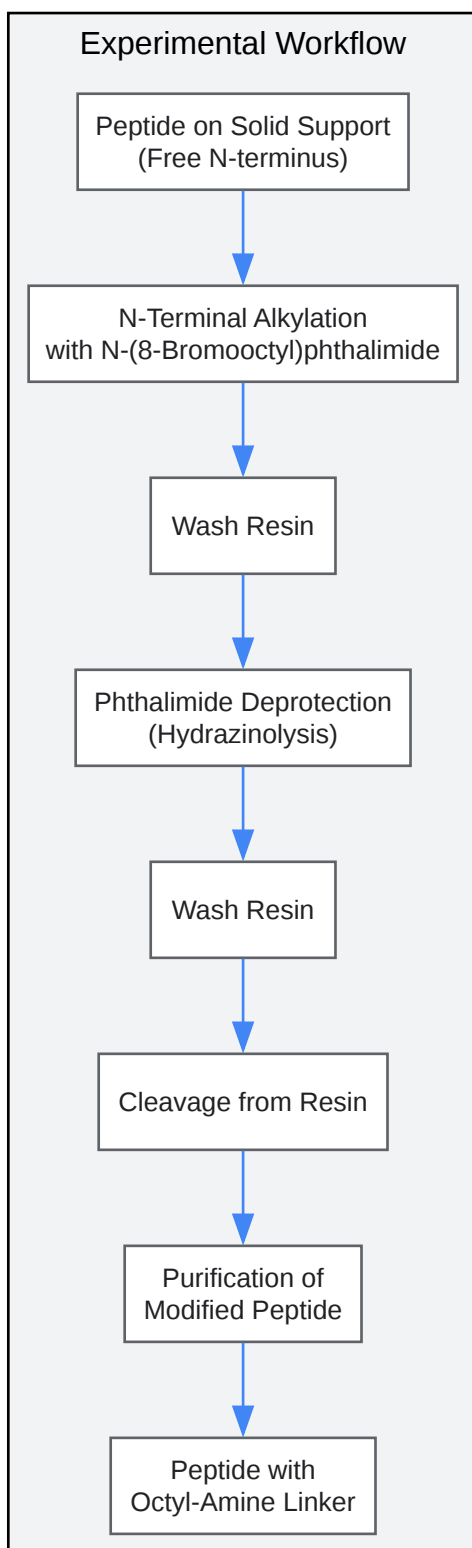 Experimental Workflow
Peptide on Solid Support
(Free N-terminus)
N-Terminal Alkylation
with N-(8-Bromooctyl)phthalimide
Wash Resin
Phthalimide Deprotection
(Hydrazinolysis)
Wash Resin
Cleavage from Resin
Purification of
Modified Peptide
Peptide with
Octyl-Amine Linker